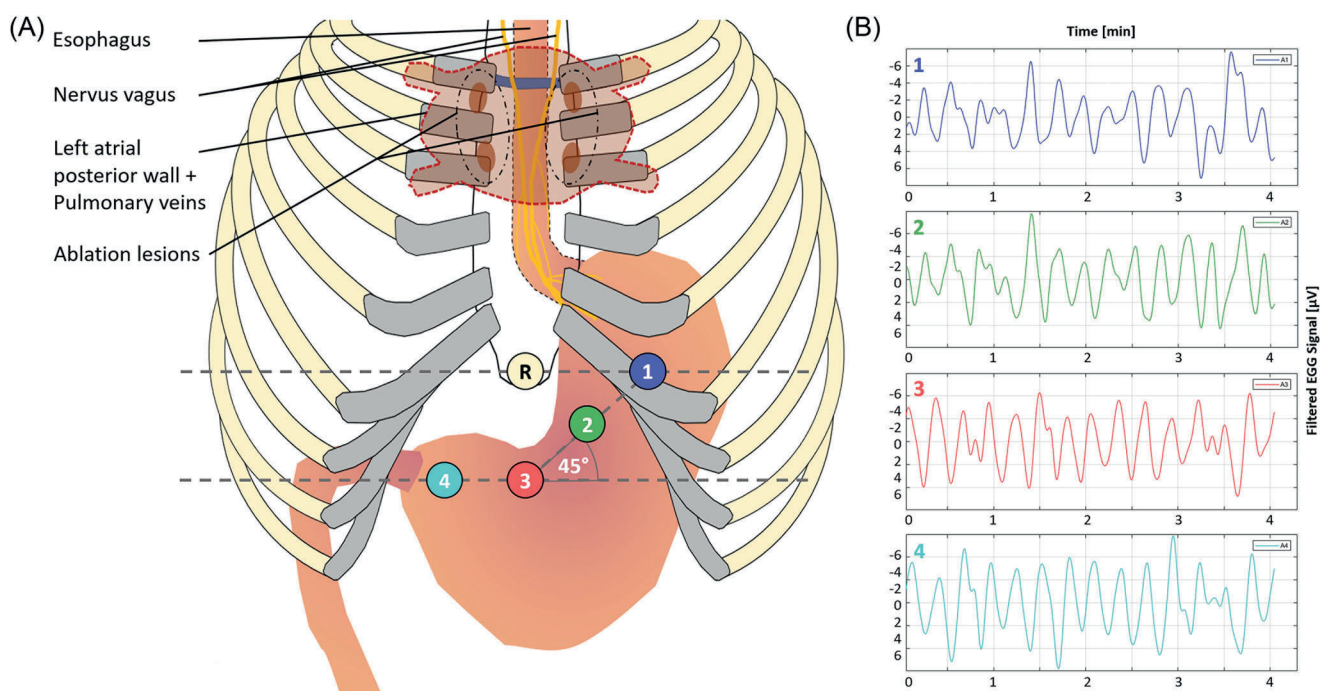 (A)
Esophagus
Nervus vagus
Left atrial
posterior wall +
Pulmonary veins
Ablation lesions
R
1
2
45°
4
3
(B)
Time [min]
1
A1
-6
-4
-2
0
2
4
6
0 1 2 3 4
2
A2
-6
-4
-2
0
2
4
6
0 1 2 3 4
3
A3
-6
-4
-2
0
2
4
6
0 1 2 3 4
4
A4
-6
-4
-2
0
2
4
6
0 1 2 3 4
Filtered EGG Signal [µV]